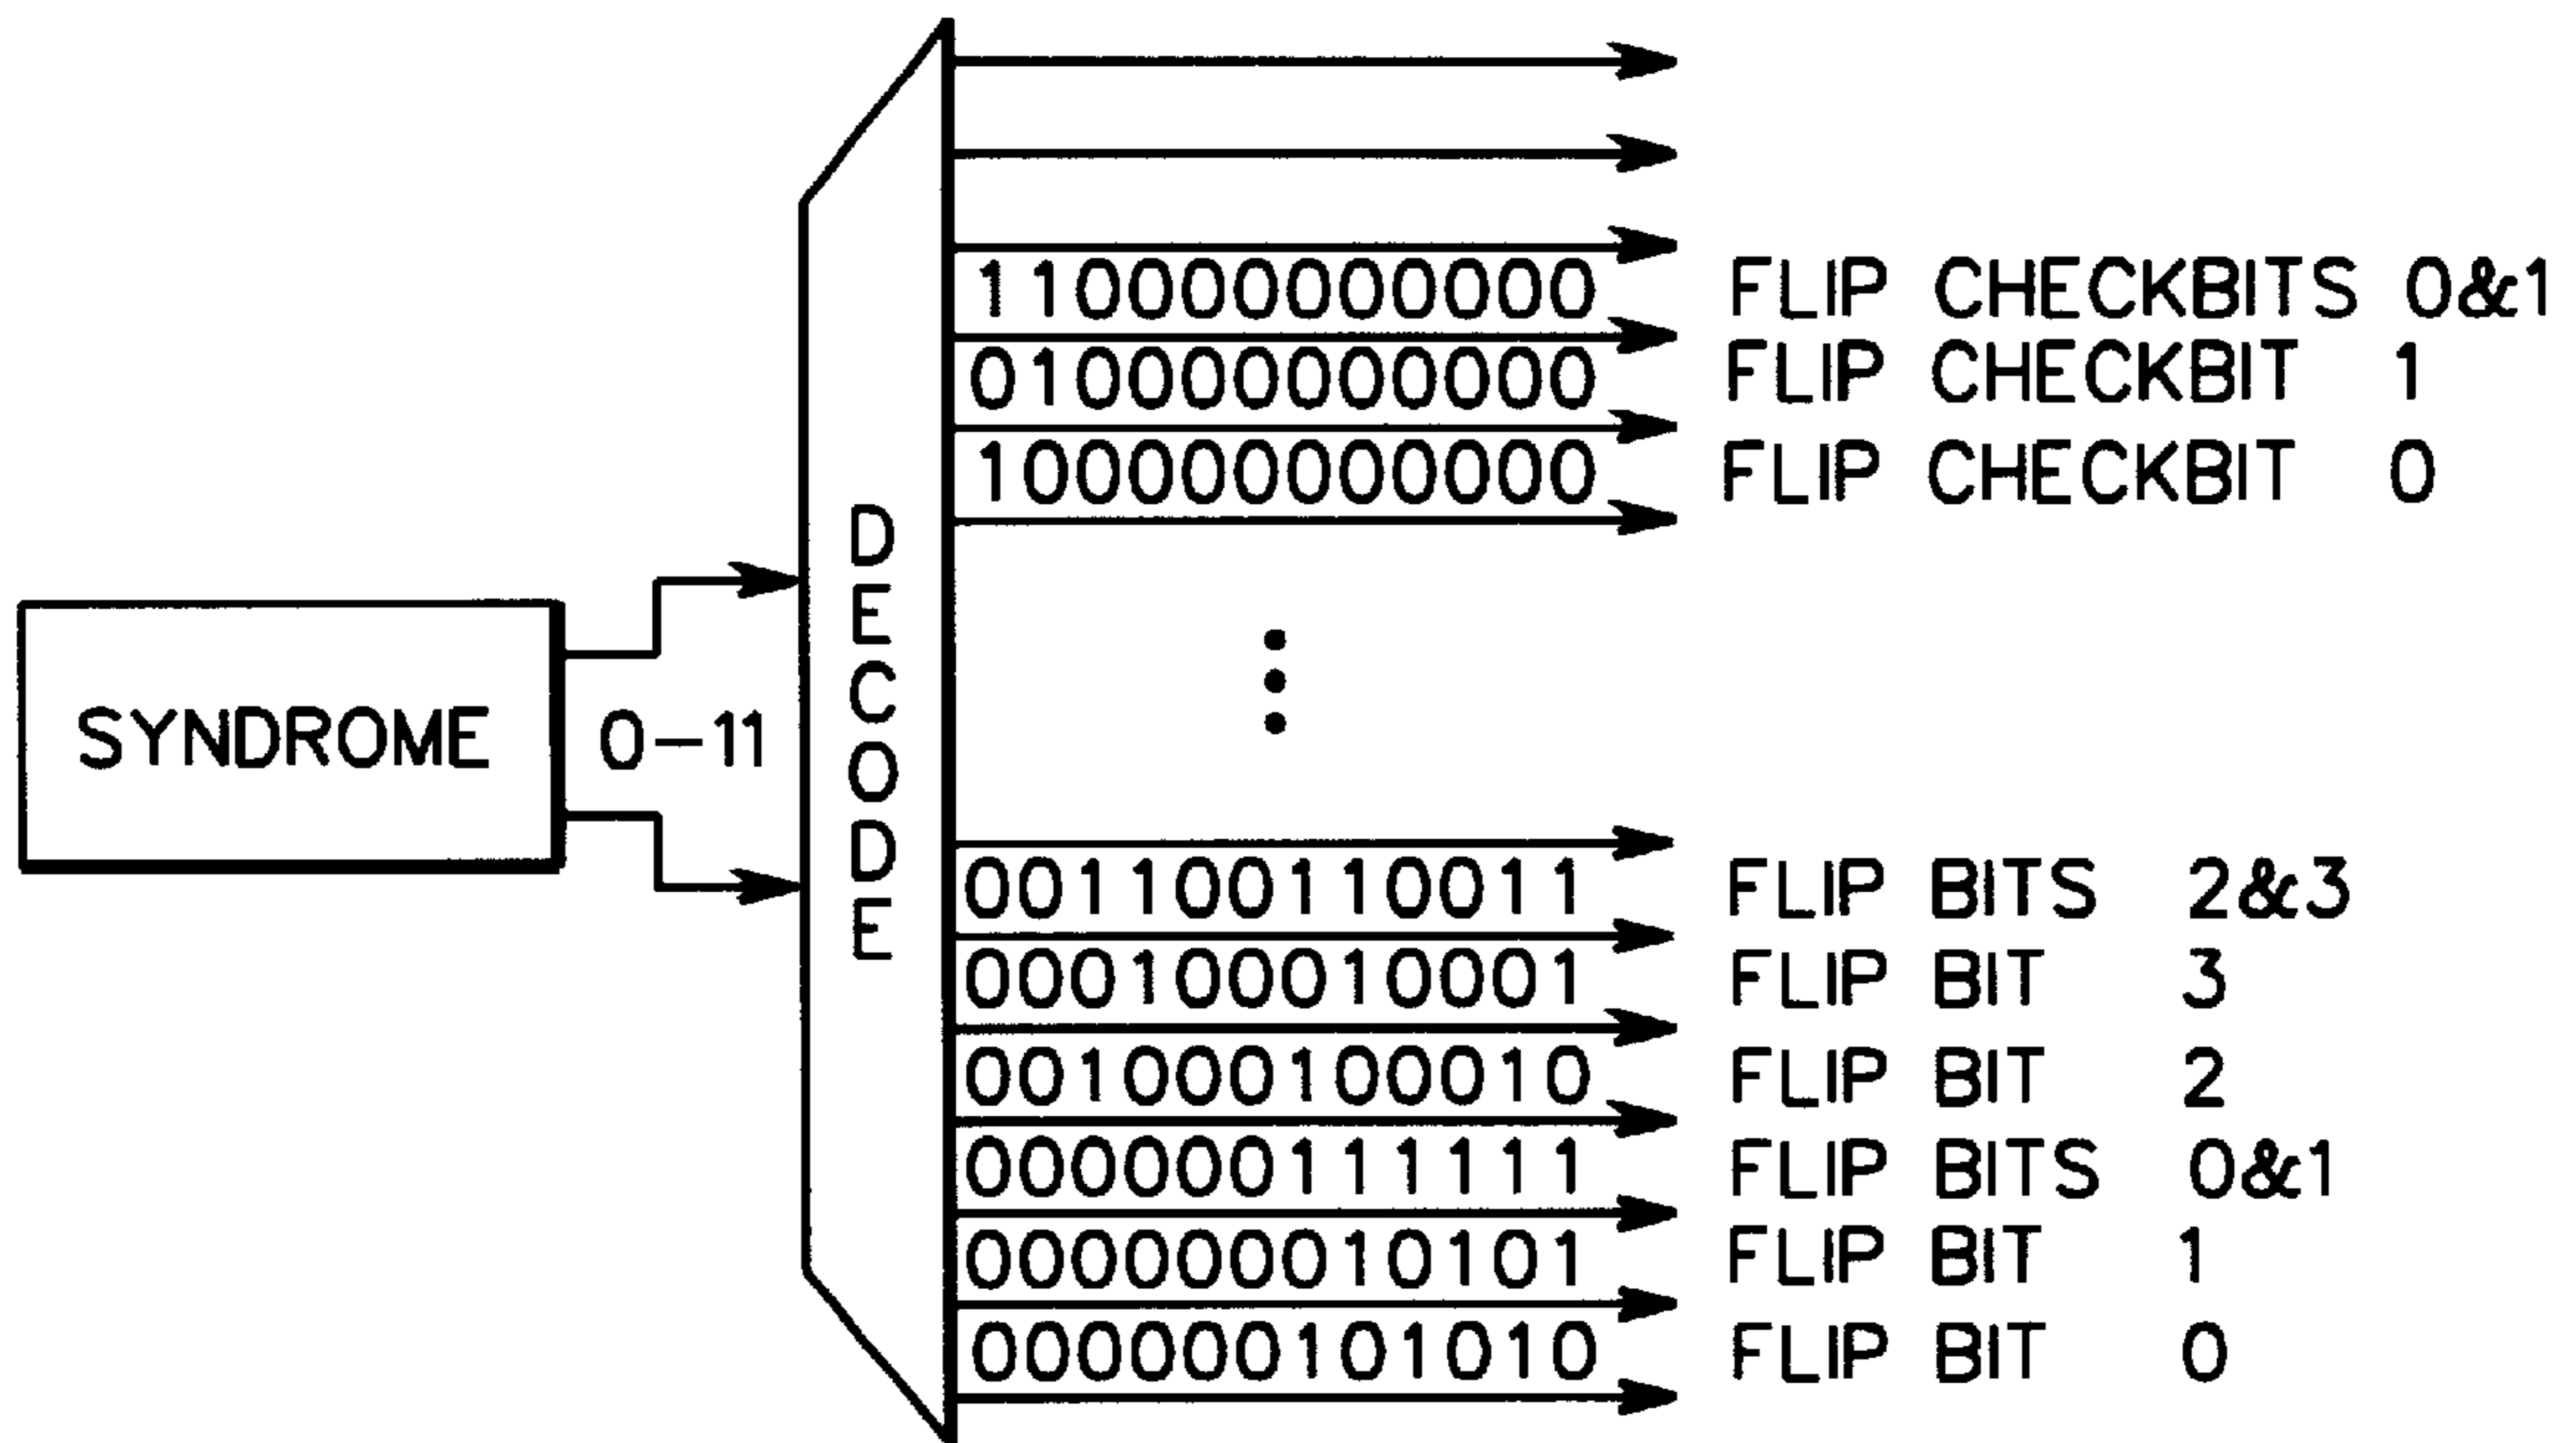 110000000000 FLIP CHECKBITS 0&1
010000000000 FLIP CHECKBIT 1
100000000000 FLIP CHECKBIT 0
DECODE
SYNDROME 0-11
001100110011 FLIP BITS 2&3
000100010001 FLIP BIT 3
001000100010 FLIP BIT 2
000000111111 FLIP BITS 0&1
000000010101 FLIP BIT 1
000000101010 FLIP BIT 0